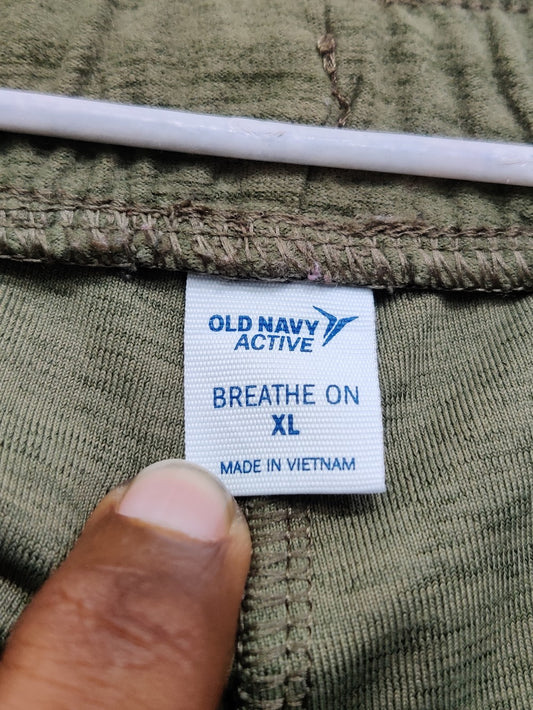 OLD NAVY
ACTIVE
BREATHE ON
XL
MADE IN VIETNAM